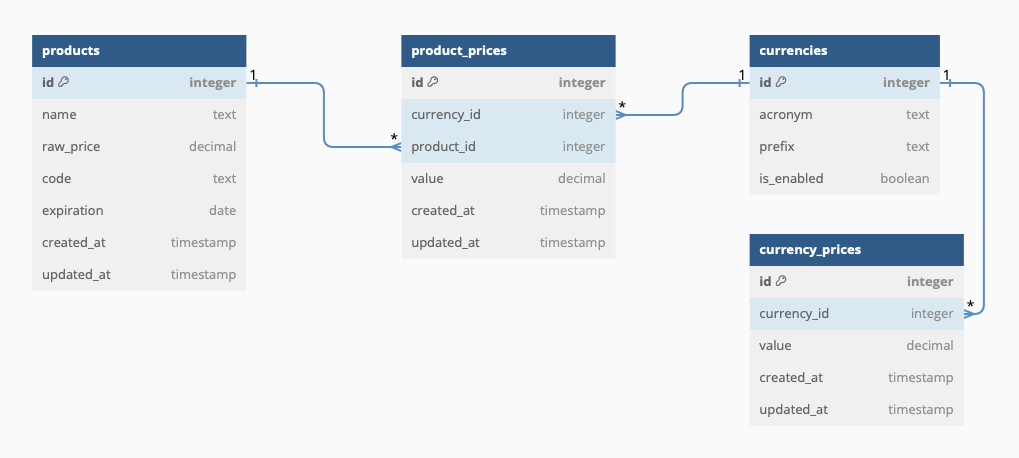 products
id integer
name text
raw_price decimal
code text
expiration date
created_at timestamp
updated_at timestamp
1
*
product_prices
id integer
currency_id integer
product_id integer
value decimal
created_at timestamp
updated_at timestamp
*
1
currencies
id integer
acronym text
prefix text
is_enabled boolean
1
*
currency_prices
id integer
currency_id integer
value decimal
created_at timestamp
updated_at timestamp